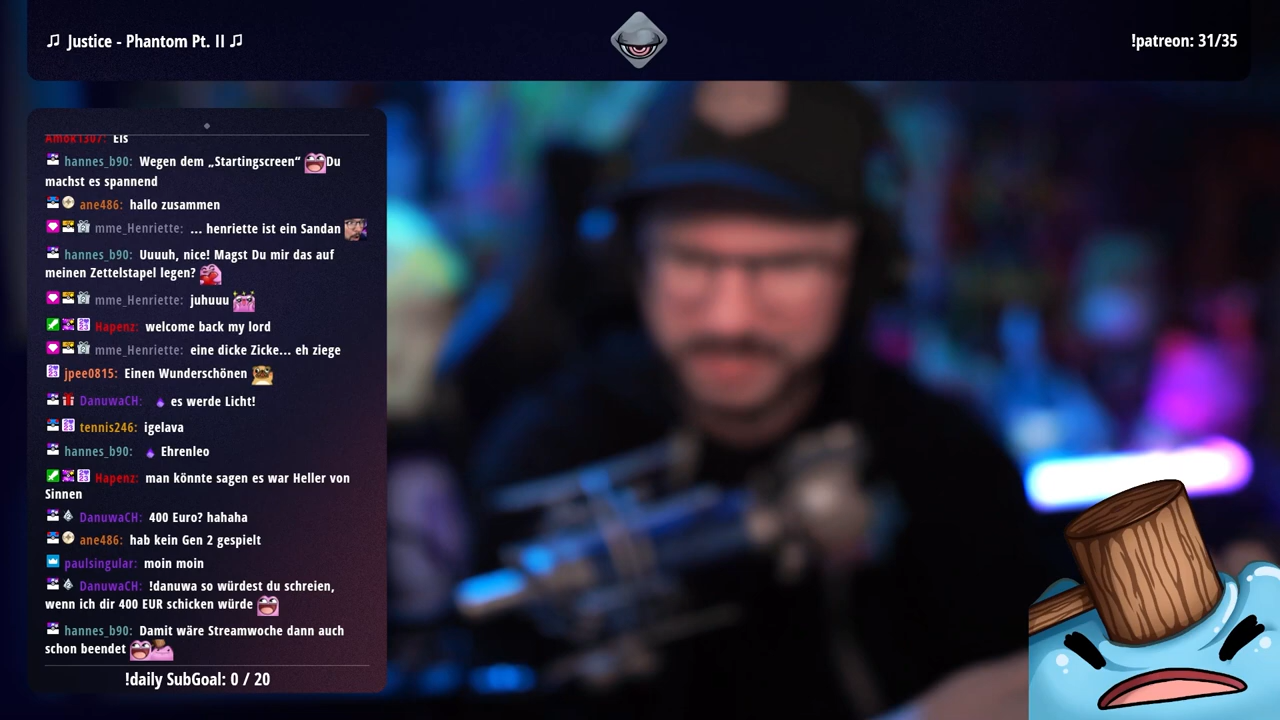 ♫ Justice - Phantom Pt. II ♫
!patreon: 31/35
Amok1307: Eis
hannes_b90: Wegen dem „Startingscreen“ Du
machst es spannend
ane486: hallo zusammen
mme_Henriette: ... henriette ist ein Sandan
hannes_b90: Uuuuh, nice! Magst Du mir das auf
meinen Zettelstapel legen?
mme_Henriette: juhuuu
Hapenz: welcome back my lord
mme_Henriette: eine dicke Zicke... eh ziege
jpee0815: Einen Wunderschönen
DanuwaCH: es werde Licht!
tennis246: igelava
hannes_b90: Ehrenleo
Hapenz: man könnte sagen es war Heller von
Sinnen
DanuwaCH: 400 Euro? hahaha
ane486: hab kein Gen 2 gespielt
paulsingular: moin moin
DanuwaCH: !danuwa so würdest du schreien,
wenn ich dir 400 EUR schicken würde
hannes_b90: Damit wäre Streamwoche dann auch
schon beendet
!daily SubGoal: 0 / 20